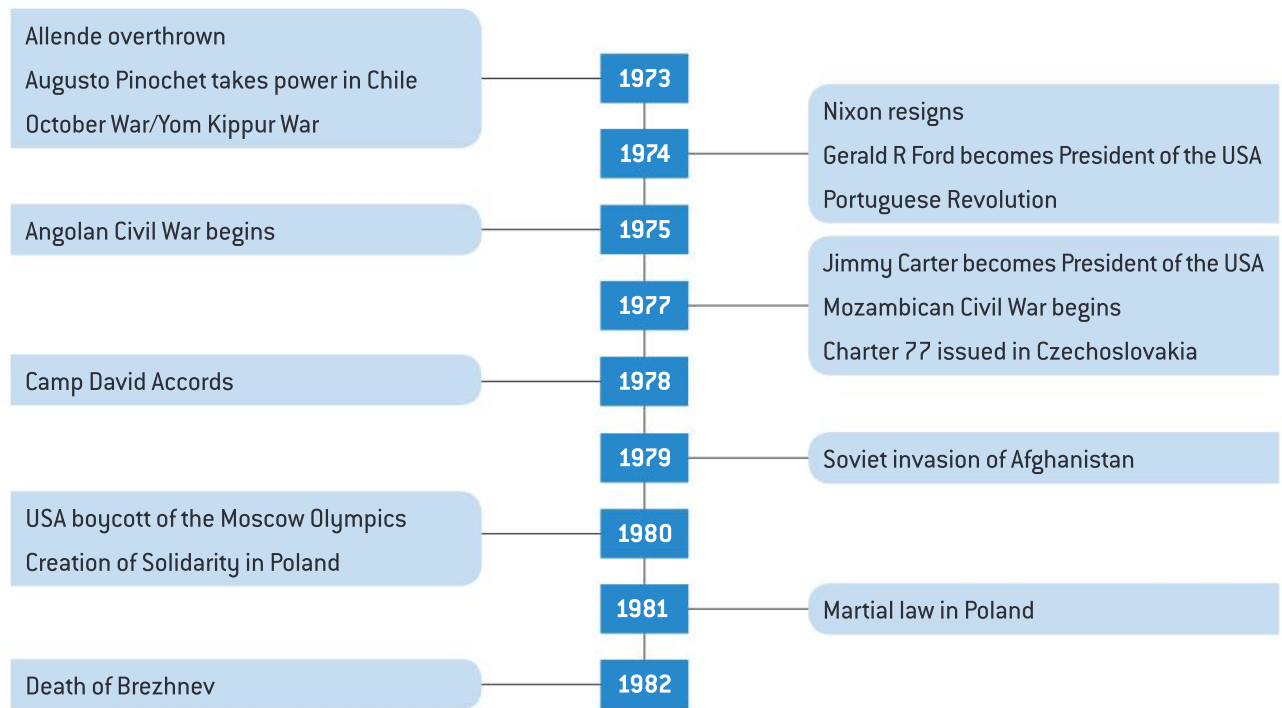 Allende overthrown
Augusto Pinochet takes power in Chile
October War/Yom Kippur War
1973
1974
Nixon resigns
Gerald R Ford becomes President of the USA
Portuguese Revolution
Angolan Civil War begins
1975
1977
Jimmy Carter becomes President of the USA
Mozambican Civil War begins
Charter 77 issued in Czechoslovakia
Camp David Accords
1978
1979
Soviet invasion of Afghanistan
USA boycott of the Moscow Olympics
Creation of Solidarity in Poland
1980
1981
Martial law in Poland
Death of Brezhnev
1982